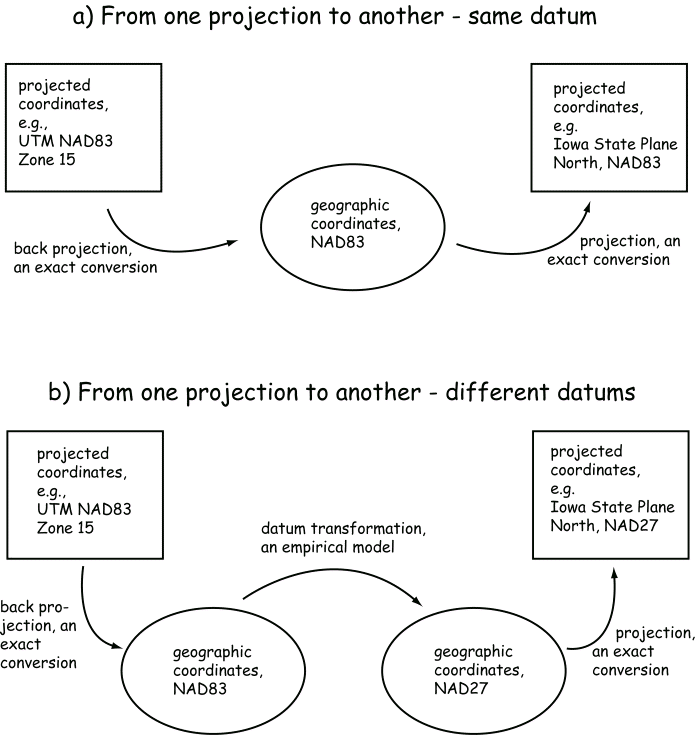 a) From one projection to another - same datum
projected
coordinates,
e.g.,
UTM NAD83
Zone 15
back projection,
an exact conversion
geographic
coordinates,
NAD83
projected
coordinates,
e.g.
Iowa State Plane
North, NAD83
projection, an
exact conversion
b) From one projection to another - different datums
projected
coordinates,
e.g.,
UTM NAD83
Zone 15
back pro-
jection, an
exact
conversion
geographic
coordinates,
NAD83
datum transformation,
an empirical model
geographic
coordinates,
NAD27
projected
coordinates,
e.g.
Iowa State Plane
North, NAD27
projection,
an exact
conversion